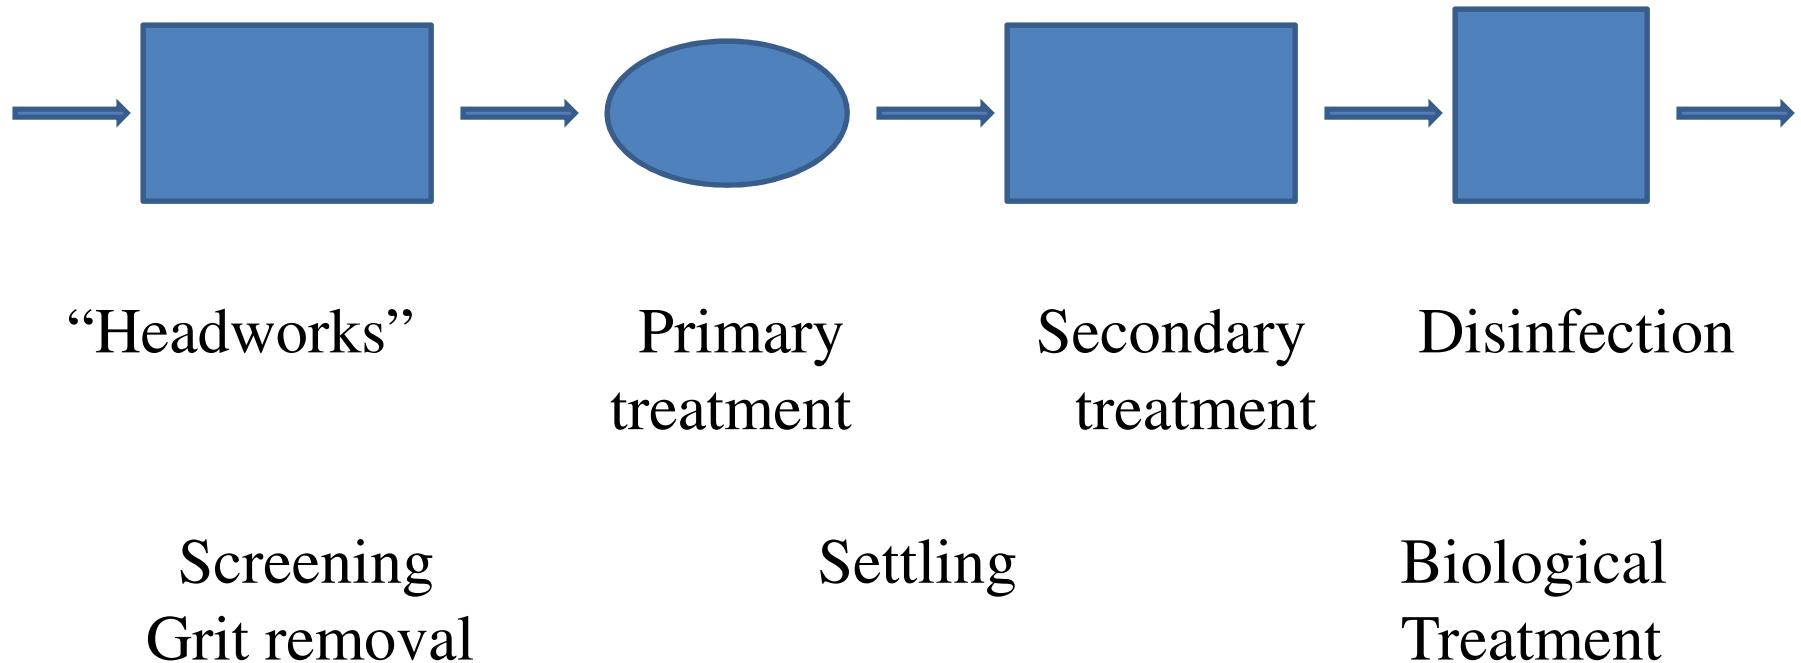 “Headworks”
Primary
treatment
Secondary
treatment
Disinfection
Screening
Grit removal
Settling
Biological
Treatment